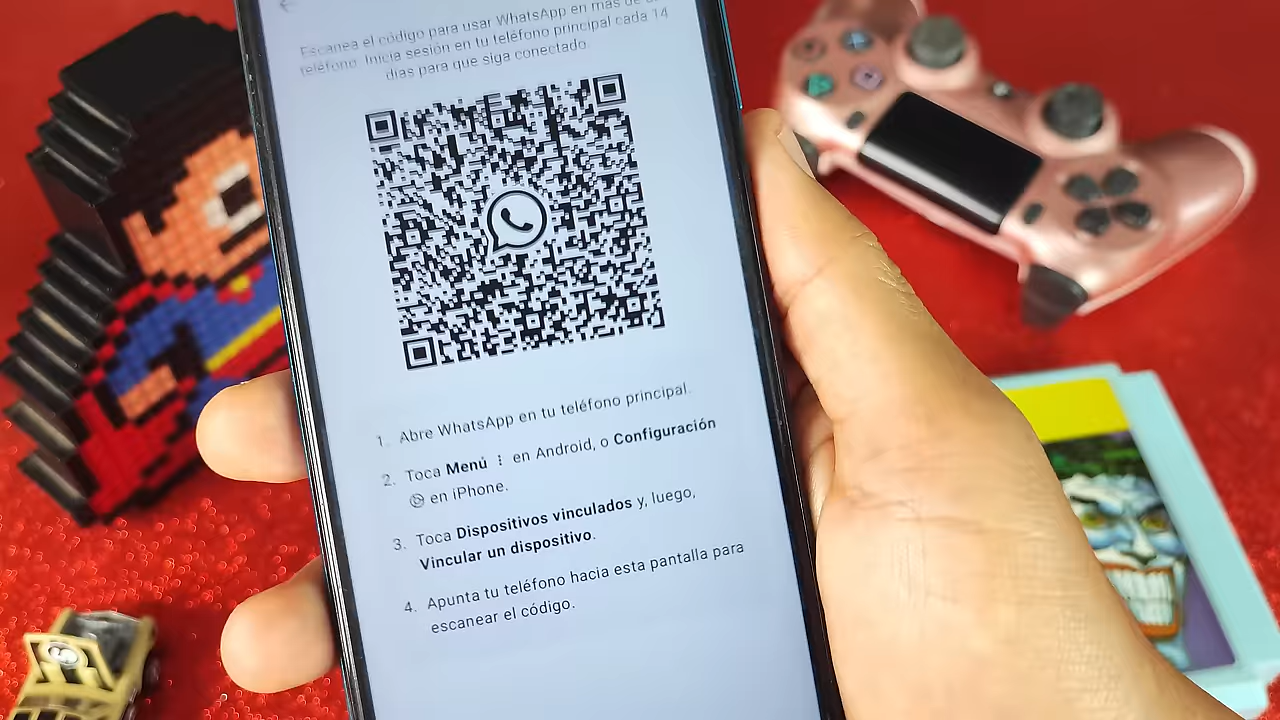 Escanea el código para usar WhatsApp en más de un
teléfono. Inicia sesión en tu teléfono principal cada 14
días para que siga conectado.
1. Abre WhatsApp en tu teléfono principal.
2. Toca Menú ⋮ en Android, o Configuración
en iPhone.
3. Toca Dispositivos vinculados y, luego,
Vincular un dispositivo.
4. Apunta tu teléfono hacia esta pantalla para
escanear el código.